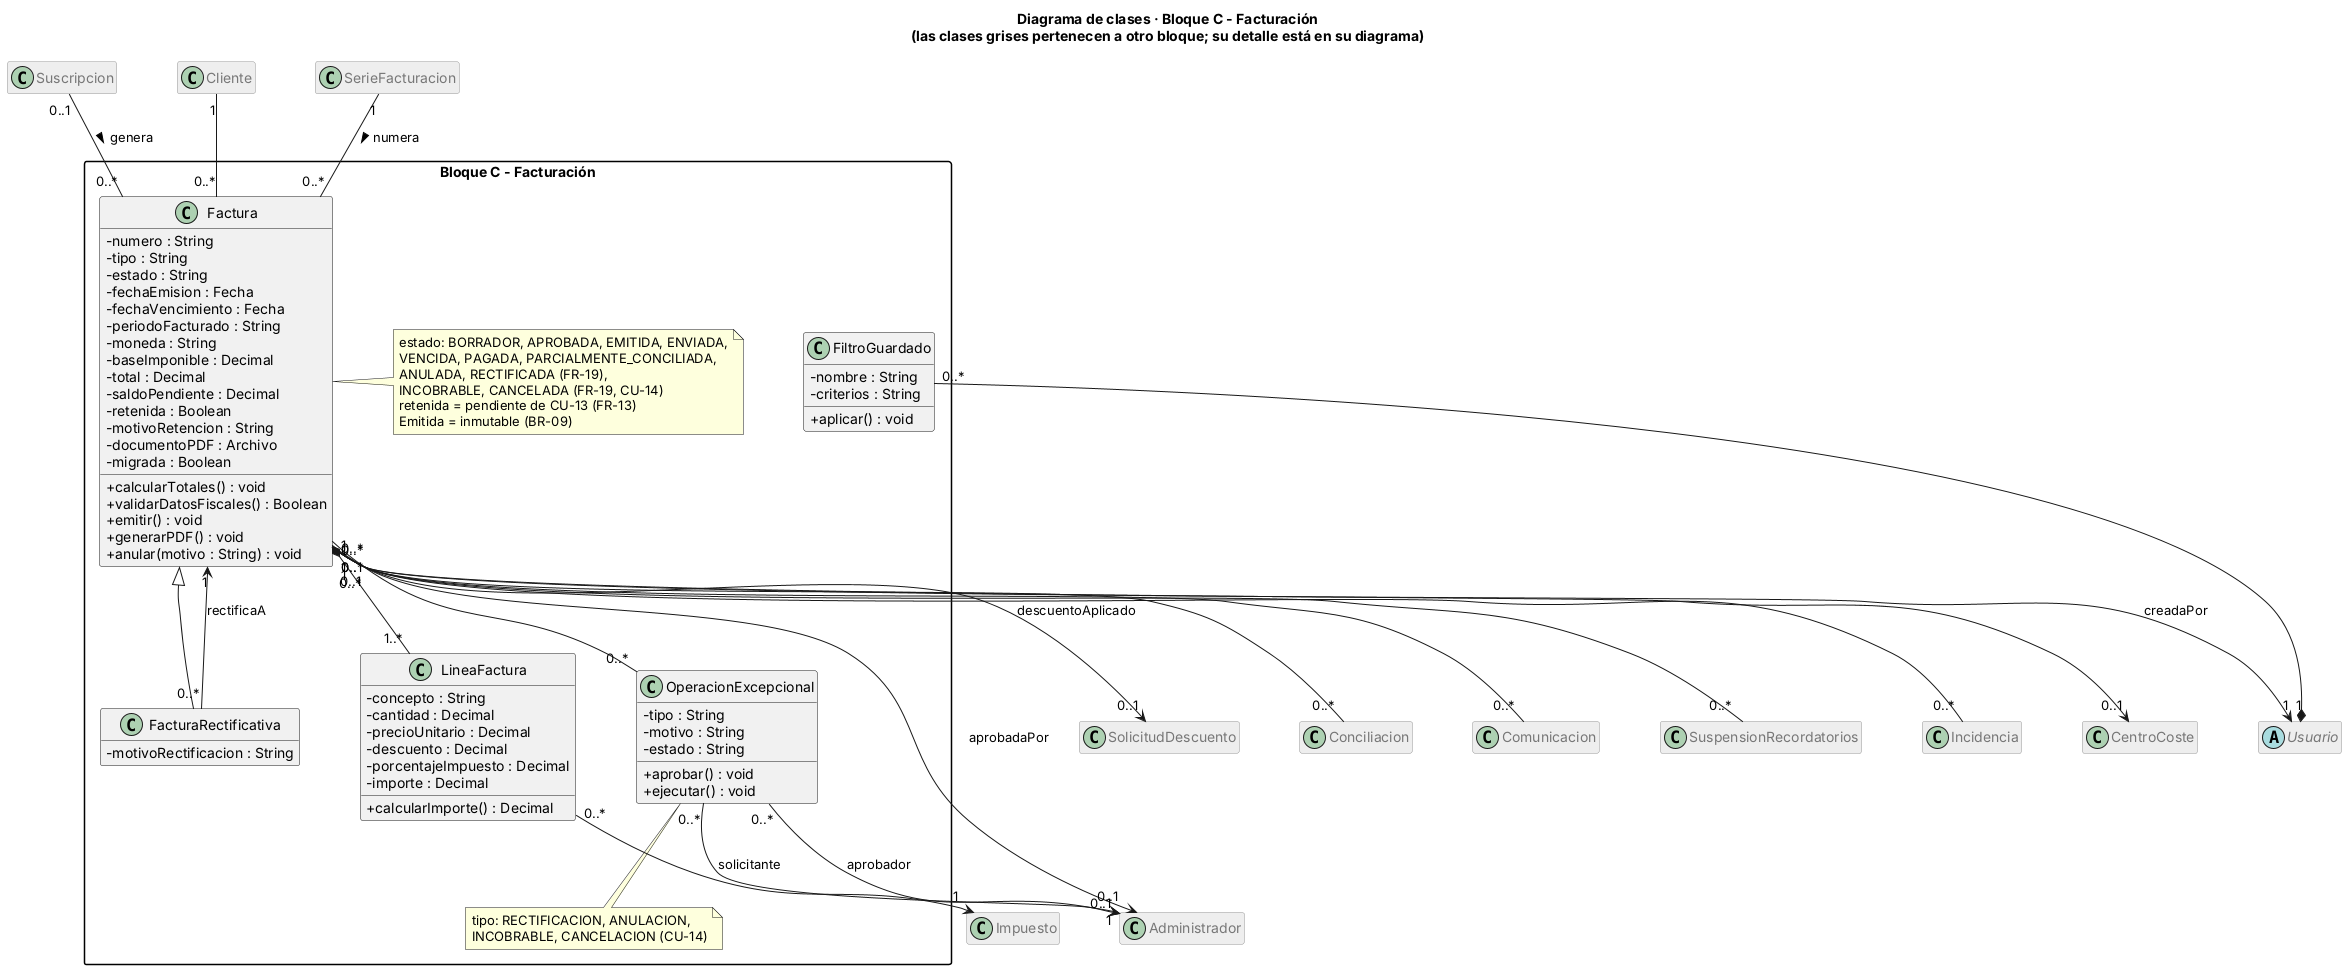 Diagrama de clases · Bloque C - Facturación
(las clases grises pertenecen a otro bloque; su detalle está en su diagrama)
C Suscripcion
C Cliente
C SerieFacturacion
0..1
1
1
genera
numera
0..*
0..*
0..*
Bloque C - Facturación
C Factura
-numero : String
-tipo : String
-estado : String
-fechaEmision : Fecha
-fechaVencimiento : Fecha
-periodoFacturado : String
-moneda : String
-baseImponible : Decimal
-total : Decimal
-saldoPendiente : Decimal
-retenida : Boolean
-motivoRetencion : String
-documentoPDF : Archivo
-migrada : Boolean
+calcularTotales() : void
+validarDatosFiscales() : Boolean
+emitir() : void
+generarPDF() : void
+anular(motivo : String) : void
estado: BORRADOR, APROBADA, EMITIDA, ENVIADA,
VENCIDA, PAGADA, PARCIALMENTE_CONCILIADA,
ANULADA, RECTIFICADA (FR-19),
INCOBRABLE, CANCELADA (FR-19, CU-14)
retenida = pendiente de CU-13 (FR-13)
Emitida = inmutable (BR-09)
C FiltroGuardado
-nombre : String
-criterios : String
+aplicar() : void
0..*
1
0..*
0..1
0..1
1
rectificaA
descuentoAplicado
creadaPor
1..*
0..*
0..*
C LineaFactura
-concepto : String
-cantidad : Decimal
-precioUnitario : Decimal
-descuento : Decimal
-porcentajeImpuesto : Decimal
-importe : Decimal
+calcularImporte() : Decimal
C OperacionExcepcional
-tipo : String
-motivo : String
-estado : String
+aprobar() : void
+ejecutar() : void
C FacturaRectificativa
-motivoRectificacion : String
aprobadaPor
0..1
0..*
0..*
0..*
0..*
0..1
1
1
C SolicitudDescuento
C Conciliacion
C Comunicacion
C SuspensionRecordatorios
C Incidencia
C CentroCoste
A Usuario
0..*
0..*
0..*
solicitante
aprobador
1
0..1
0..1
1
tipo: RECTIFICACION, ANULACION,
INCOBRABLE, CANCELACION (CU-14)
C Impuesto
C Administrador